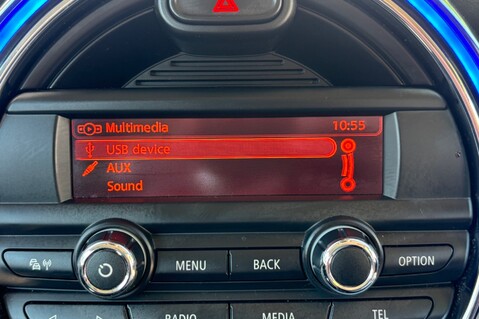 Multimedia 10:55
USB device
AUX
Sound
MENU BACK OPTION
RADIO MEDIA TEL